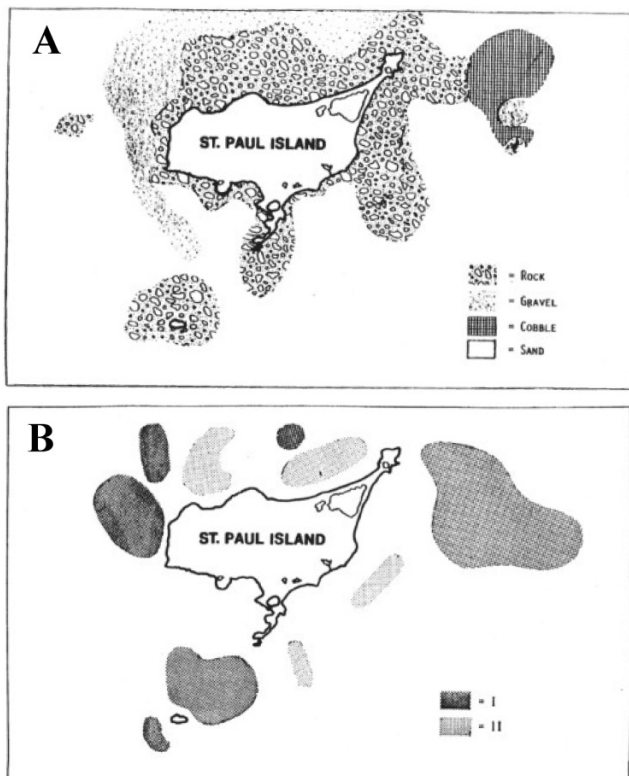 A
ST. PAUL ISLAND
= ROCK
= GRAVEL
= COBBLE
= SAND
B
ST. PAUL ISLAND
= I
= II